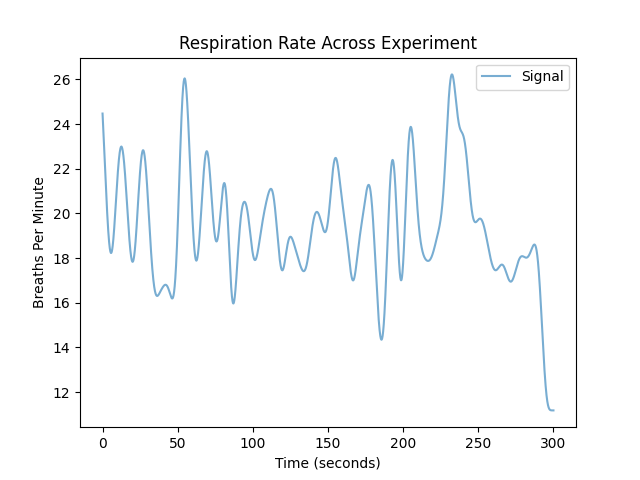 Respiration Rate Across Experiment
Signal
Breaths Per Minute
26
24
22
20
18
16
14
12
0 50 100 150 200 250 300
Time (seconds)